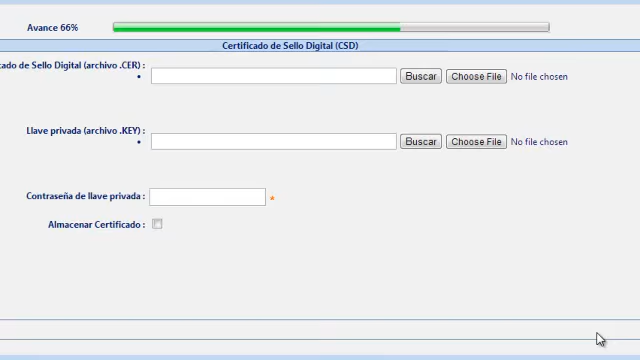 Avance 66%
Certificado de Sello Digital (CSD)
cado de Sello Digital (archivo .CER) :
Buscar Choose File No file chosen
Llave privada (archivo .KEY) :
Buscar Choose File No file chosen
Contraseña de llave privada : *
Almacenar Certificado :